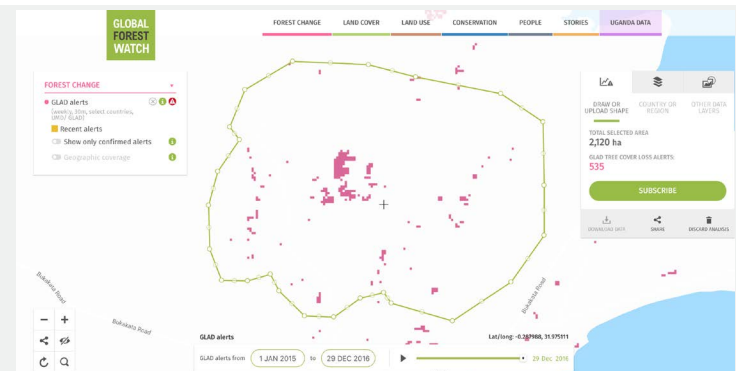 GLOBAL
FOREST
WATCH
FOREST CHANGE
LAND COVER
LAND USE
CONSERVATION
PEOPLE
STORIES
UGANDA DATA
FOREST CHANGE
GLAD alerts
(weekly, 30m, select countries,
UMD/ GLAD)
Recent alerts
Show only confirmed alerts
Geographic coverage
DRAW OR
UPLOAD SHAPE
COUNTRY OR
REGION
OTHER DATA
LAYERS
TOTAL SELECTED
AREA
2,120 ha
GLAD TREE COVER LOSS ALERTS
535
SUBSCRIBE
DOWNLOAD DATA
SHARE
DISCARD ANALYSIS
Bukakata Road
Bukakata Road
Bukakata Road
GLAD alerts
Lat/long: -0.287988, 31.975111
GLAD alerts from
1 JAN 2015
to
29 DEC 2016
29 Dec 2016